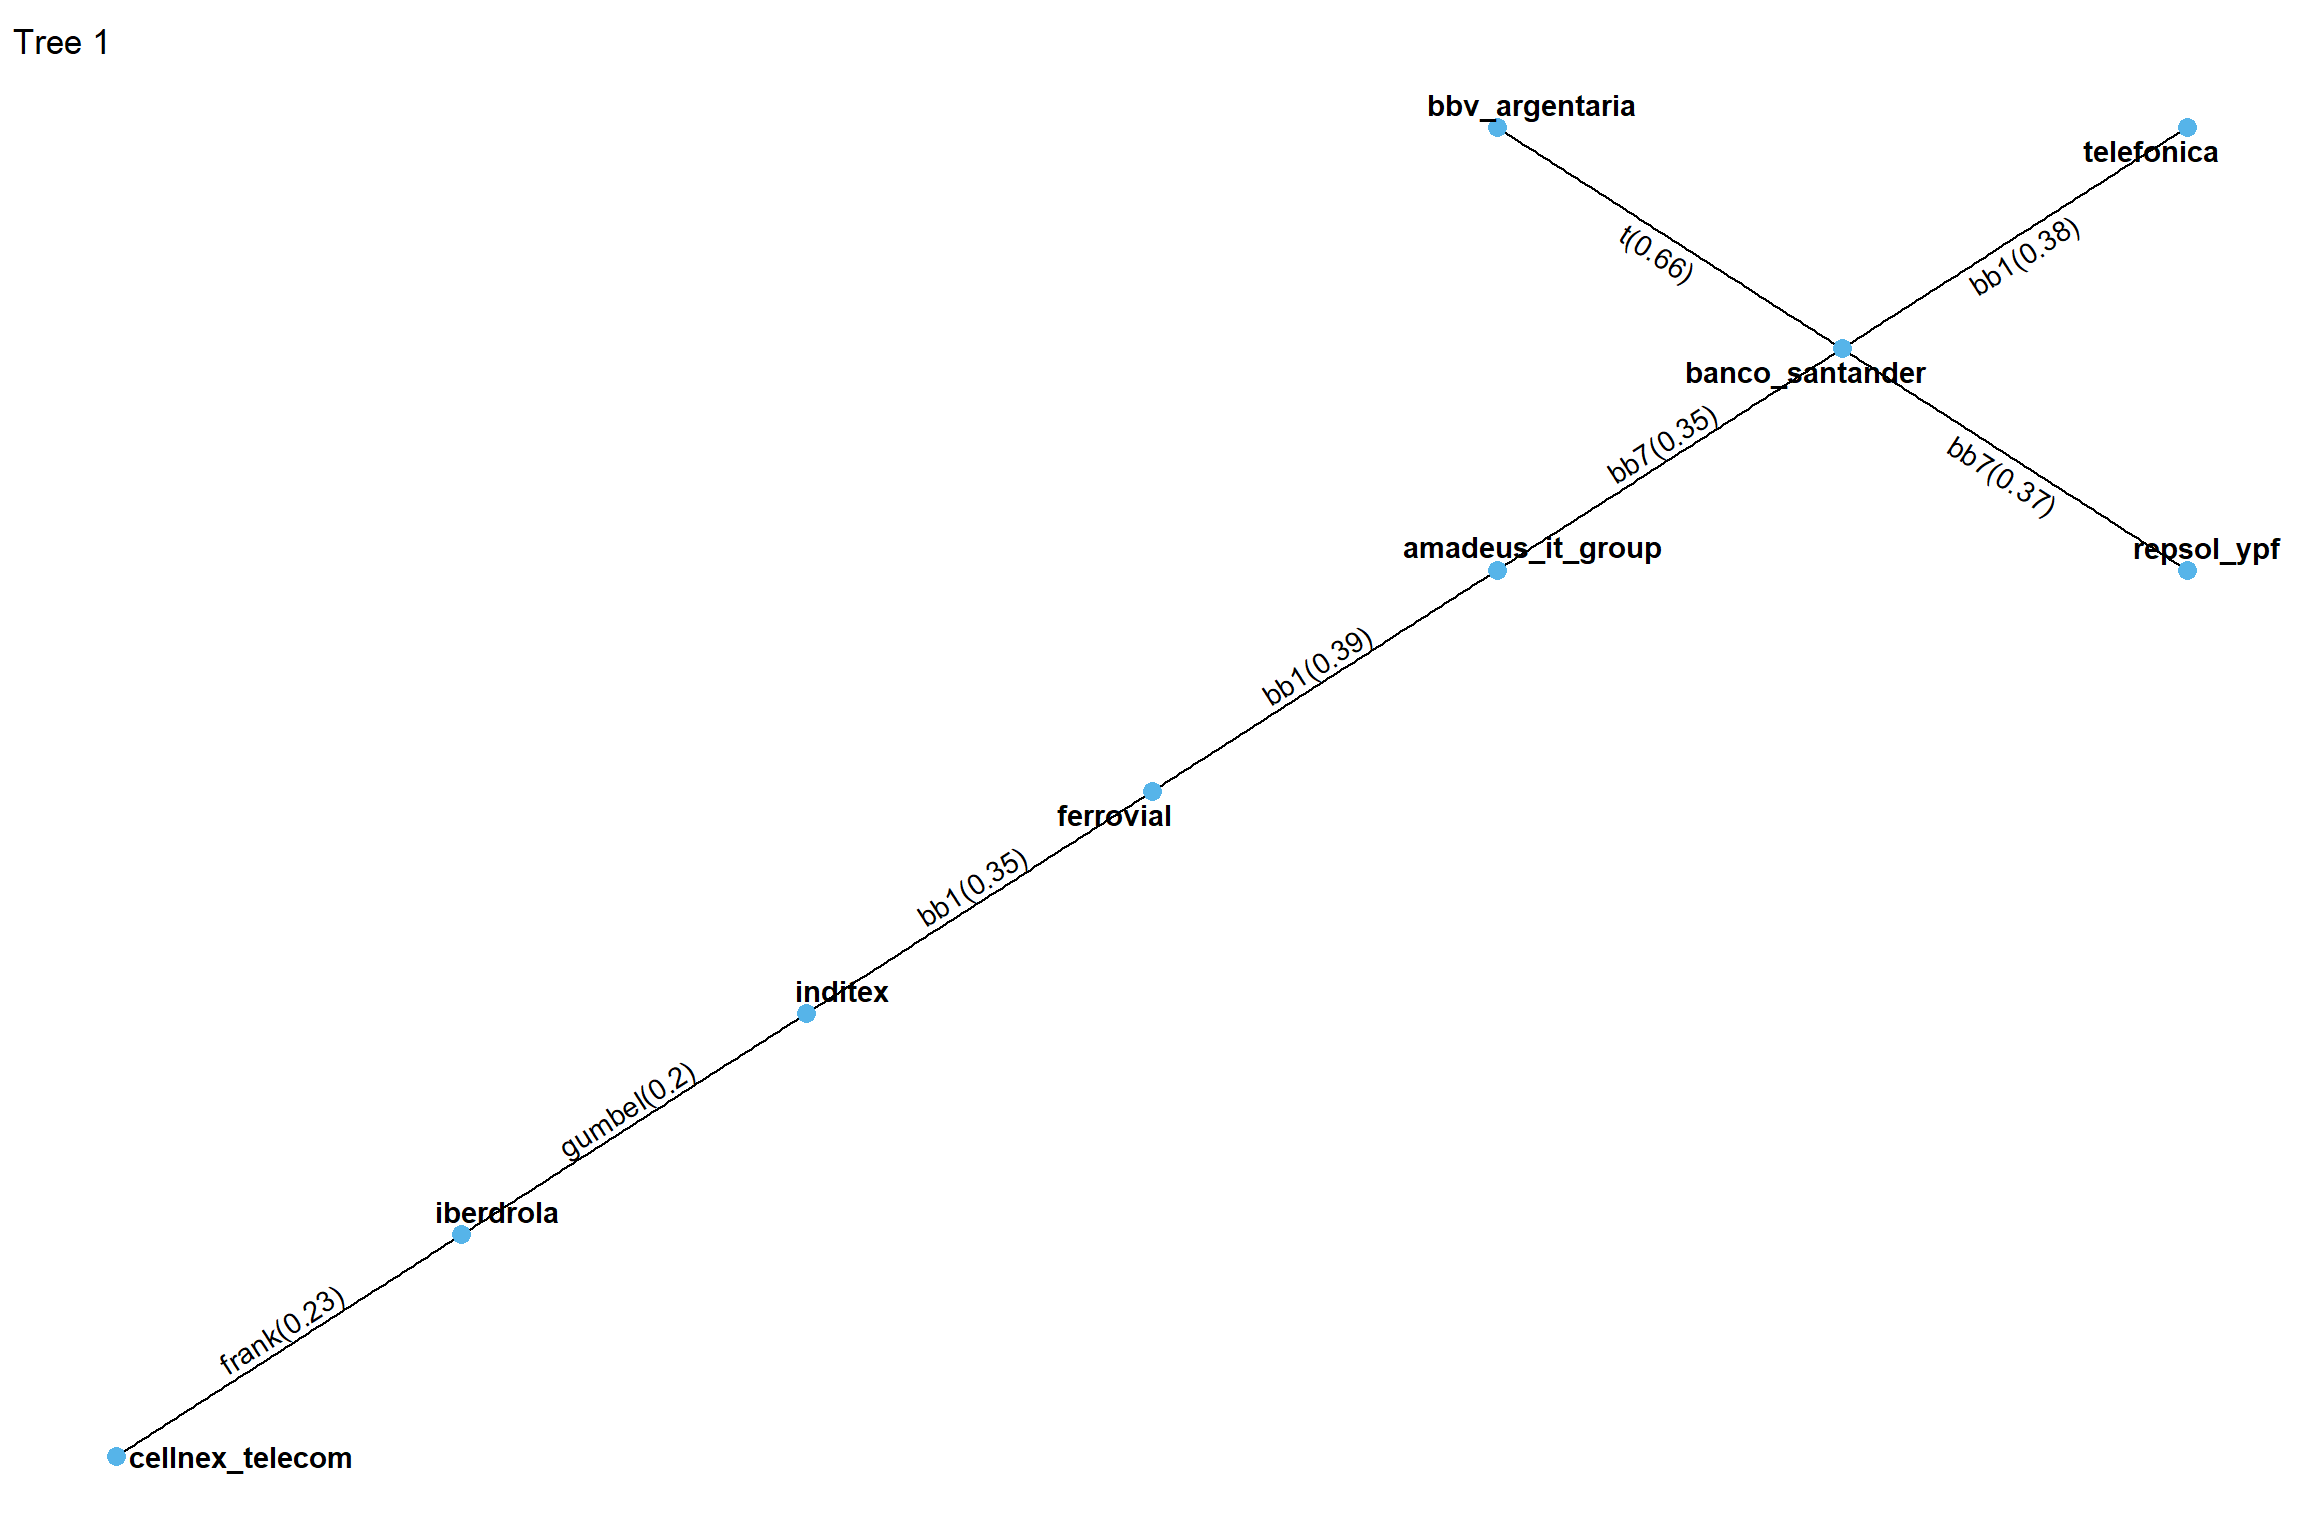 Tree 1
bbv_argentaria
telefonica
t(0.66)
bb1(0.38)
banco_santander
bb7(0.35)
bb7(0.37)
amadeus_it_group
repsol_ypf
bb1(0.39)
ferrovial
bb1(0.35)
inditex
gumbel(0.2)
iberdrola
frank(0.23)
cellnex_telecom